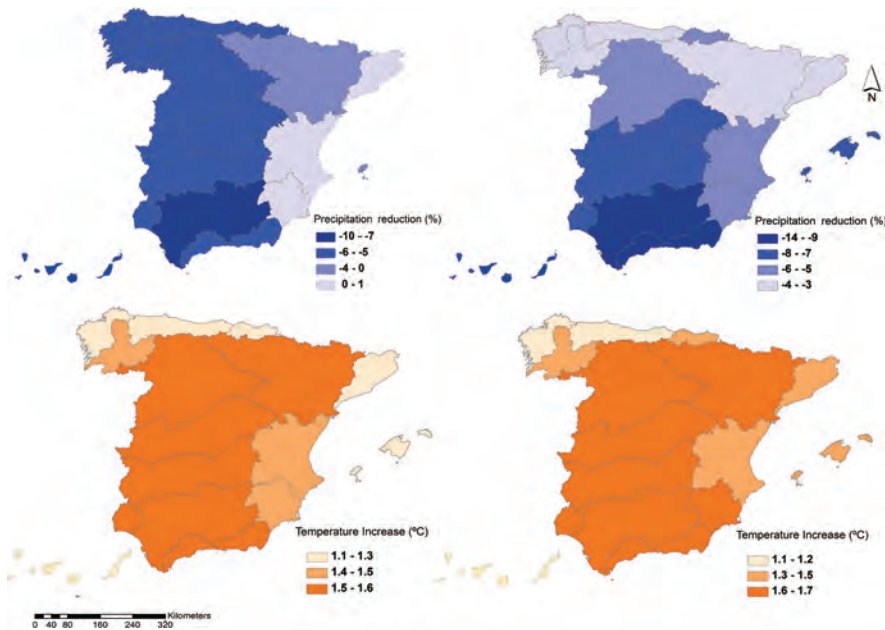 N
Precipitation reduction (%)
-10 - -7
-6 - -5
-4 - 0
0 - 1
Precipitation reduction (%)
-14 - -9
-8 - -7
-6 - -5
-4 - -3
Temperature Increase (ºC)
1.1 - 1.3
1.4 - 1.5
1.5 - 1.6
Temperature Increase (ºC)
1.1 - 1.2
1.3 - 1.5
1.6 - 1.7
Kilometers
0 40 80 160 240 320